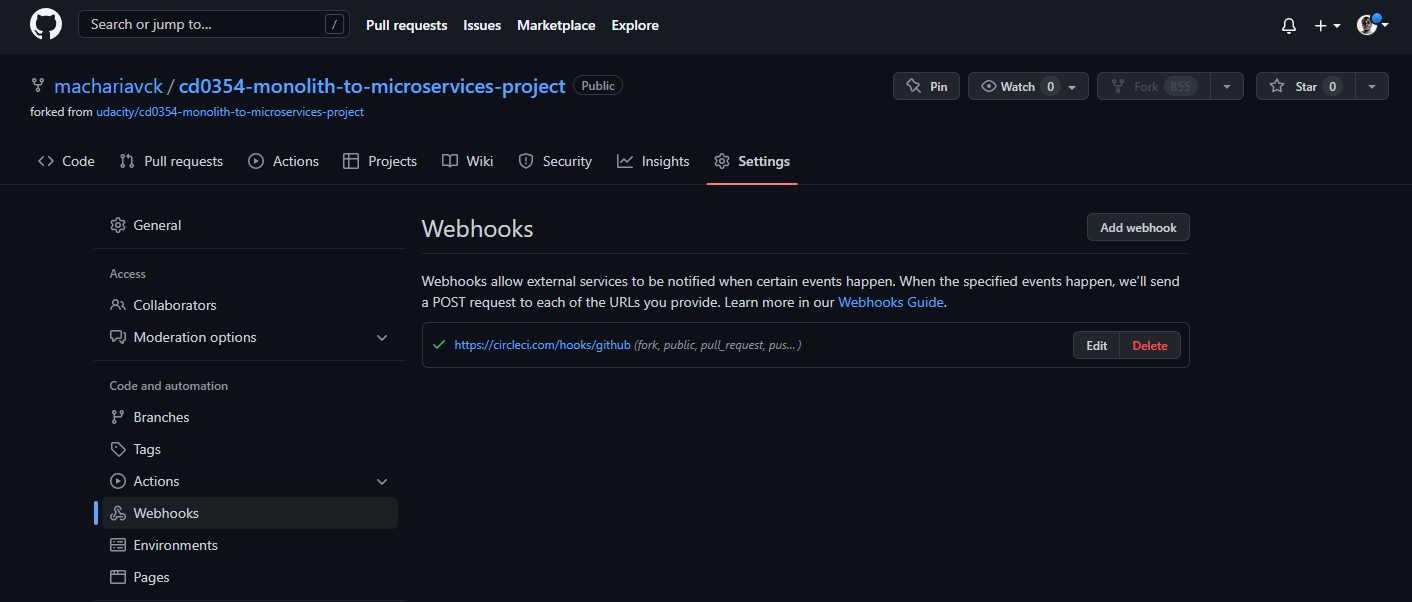 Search or jump to... /
Pull requests Issues Marketplace Explore
machariavck / cd0354-monolith-to-microservices-project Public
forked from udacity/cd0354-monolith-to-microservices-project
Pin
Watch 0
Fork 855
Star 0
Code Pull requests Actions Projects Wiki Security Insights Settings
General
Access
Collaborators
Moderation options
Code and automation
Branches
Tags
Actions
Webhooks
Environments
Pages
Webhooks
Add webhook
Webhooks allow external services to be notified when certain events happen. When the specified events happen, we’ll send
a POST request to each of the URLs you provide. Learn more in our Webhooks Guide.
https://circleci.com/hooks/github (fork, public, pull_request, pus...)
Edit Delete